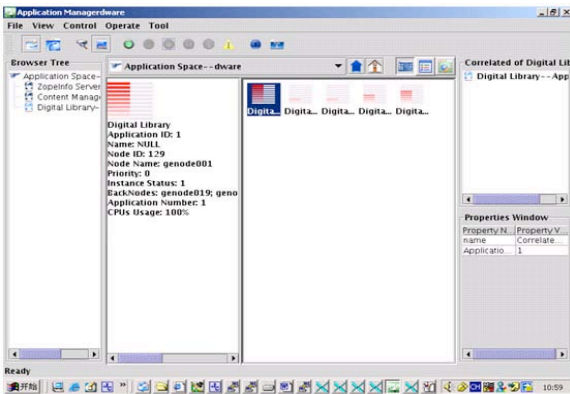 Application Managerdware
File View Control Operate Tool
Browser Tree
Application Space-
ZopeInfo Server
Content Manag
Digital Library-
Application Space--dware
Digital Library
Application ID: 1
Name: NULL
Node ID: 129
Node Name: genode001
Priority: 0
Instance Status: 1
BackNodes: genode019; geno
Application Number: 1
CPUs Usage: 100%
Digita... Digita... Digita... Digita... Digita...
Correlated of Digital Lib
Digital Library--App
Properties Window
Property N... Property V...
name Correlate...
Applicatio... 1
Ready
开始 CH 10:59